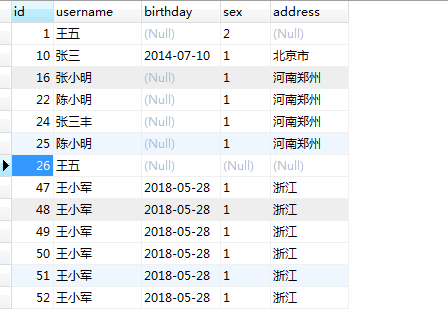 id username birthday sex address
1 王五 (Null) 2 (Null)
10 张三 2014-07-10 1 北京市
16 张小明 (Null) 1 河南郑州
22 陈小明 (Null) 1 河南郑州
24 张三丰 (Null) 1 河南郑州
25 陈小明 (Null) 1 河南郑州
26 王五 (Null) (Null) (Null)
47 王小军 2018-05-28 1 浙江
48 王小军 2018-05-28 1 浙江
49 王小军 2018-05-28 1 浙江
50 王小军 2018-05-28 1 浙江
51 王小军 2018-05-28 1 浙江
52 王小军 2018-05-28 1 浙江